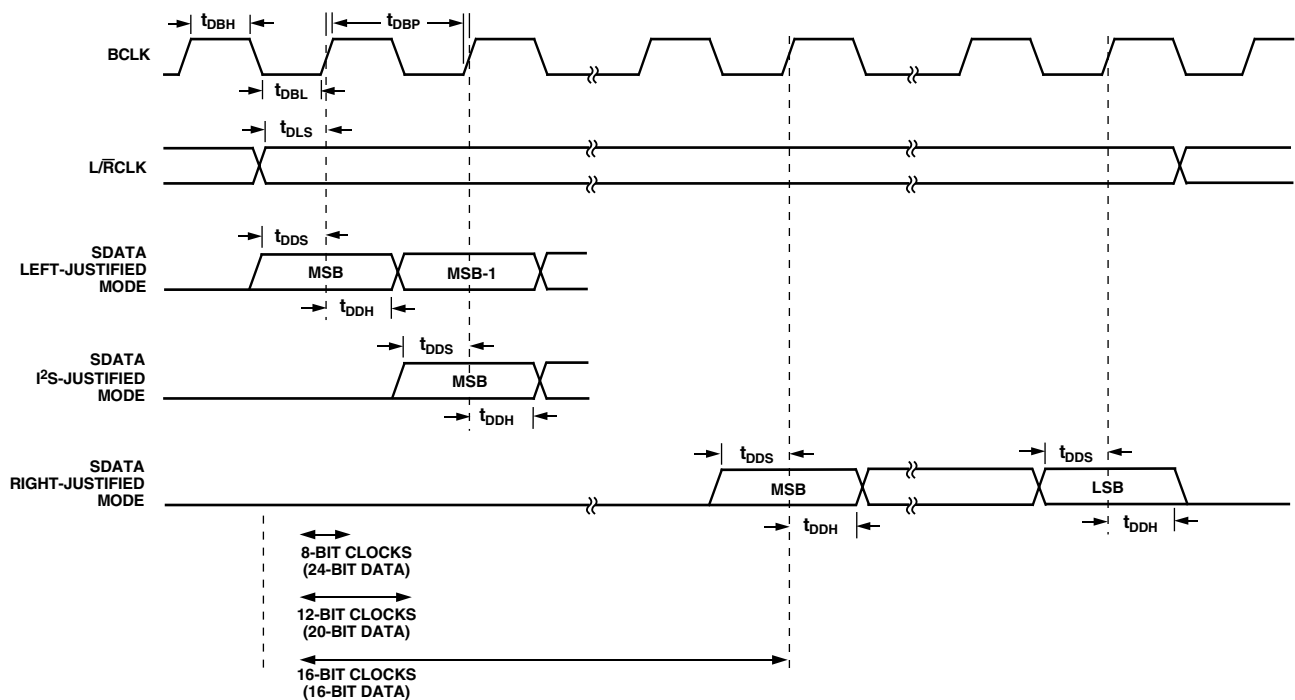 tDBH
tDBP
BCLK
tDBL
tDLS
L/R̅CLK
tDDS
SDATA
LEFT-JUSTIFIED
MODE
MSB
MSB-1
tDDH
SDATA
I²S-JUSTIFIED
MODE
tDDS
MSB
tDDH
SDATA
RIGHT-JUSTIFIED
MODE
tDDS
tDDS
MSB
LSB
tDDH
tDDH
8-BIT CLOCKS
(24-BIT DATA)
12-BIT CLOCKS
(20-BIT DATA)
16-BIT CLOCKS
(16-BIT DATA)